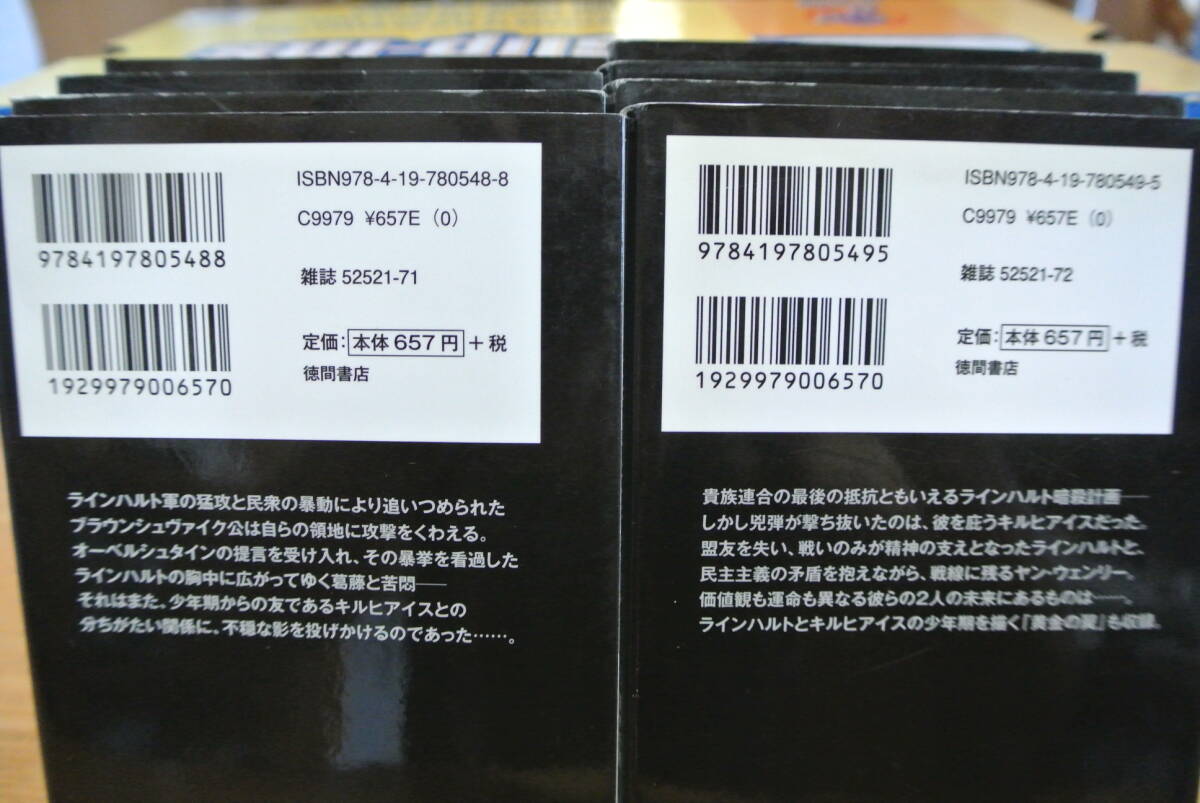 ISBN978-4-19-780548-8
C9979 ¥657E (0)
9784197805488
雑誌 52521-71
定価: 本体 657 円 + 税
1929979006570
徳間書店
ラインハルト軍の猛攻と民衆の暴動により追いつめられた
ブラウンシュヴァイク公は自らの領地に攻撃をくわえる。
オーベルシュタインの提言を受け入れ、その暴挙を看過した
ラインハルトの胸中に広がってゆく葛藤と苦悶——
それはまた、少年期からの友であるキルヒアイスとの
分ちがたい関係に、不穏な影を投げかけるのであった……。
ISBN978-4-19-780549-5
C9979 ¥657E (0)
9784197805495
雑誌 52521-72
定価: 本体 657 円 + 税
1929979006570
徳間書店
貴族連合の最後の抵抗ともいえるラインハルト暗殺計画——
しかし兇弾が撃ち抜いたのは、彼を庇うキルヒアイスだった。
盟友を失い、戦いのみが精神の支えとなったラインハルトと、
民主主義の矛盾を抱えながら、戦線に残るヤン・ウェンリー。
価値観も運命も異なる彼らの2人の未来にあるものは——。
ラインハルトとキルヒアイスの少年期を描く「黄金の翼」も収録。